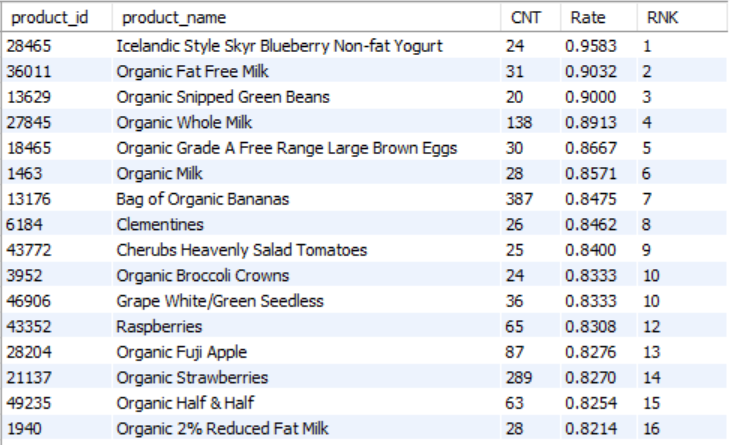 product_id product_name CNT Rate RNK
28465 Icelandic Style Skyr Blueberry Non-fat Yogurt 24 0.9583 1
36011 Organic Fat Free Milk 31 0.9032 2
13629 Organic Snipped Green Beans 20 0.9000 3
27845 Organic Whole Milk 138 0.8913 4
18465 Organic Grade A Free Range Large Brown Eggs 30 0.8667 5
1463 Organic Milk 28 0.8571 6
13176 Bag of Organic Bananas 387 0.8475 7
6184 Clementines 26 0.8462 8
43772 Cherubs Heavenly Salad Tomatoes 25 0.8400 9
3952 Organic Broccoli Crowns 24 0.8333 10
46906 Grape White/Green Seedless 36 0.8333 10
43352 Raspberries 65 0.8308 12
28204 Organic Fuji Apple 87 0.8276 13
21137 Organic Strawberries 289 0.8270 14
49235 Organic Half & Half 63 0.8254 15
1940 Organic 2% Reduced Fat Milk 28 0.8214 16